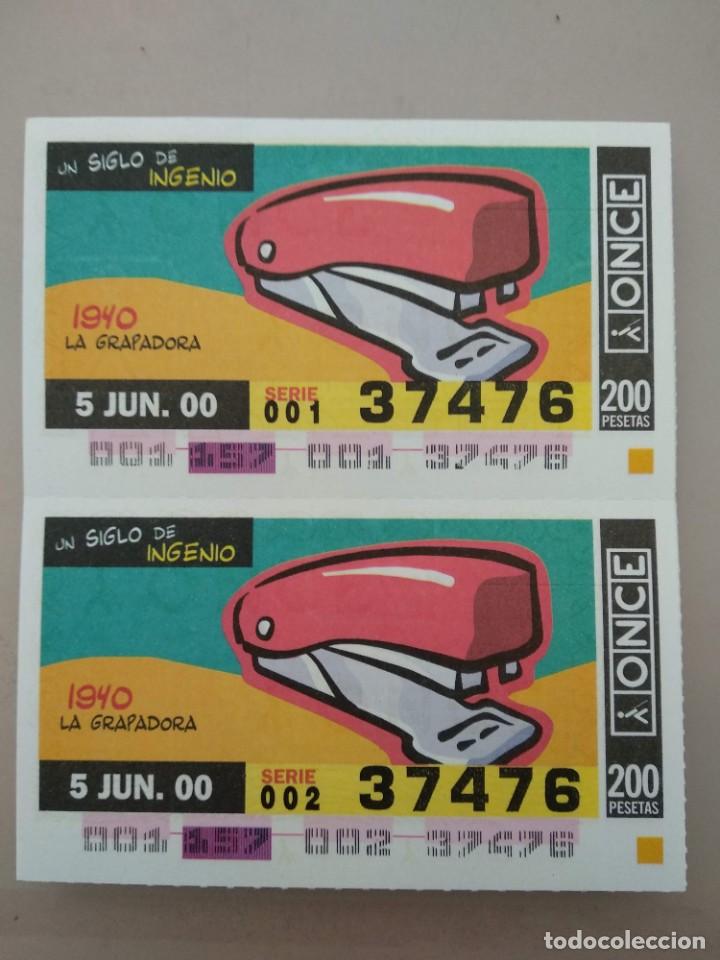 UN SIGLO DE
INGENIO
1940
LA GRAPADORA
5 JUN. 00
SERIE
001
37476
ONCE
200
PESETAS
001 157 001 37476
UN SIGLO DE
INGENIO
1940
LA GRAPADORA
5 JUN. 00
SERIE
002
37476
ONCE
200
PESETAS
001 157 002 37476
todocoleccion